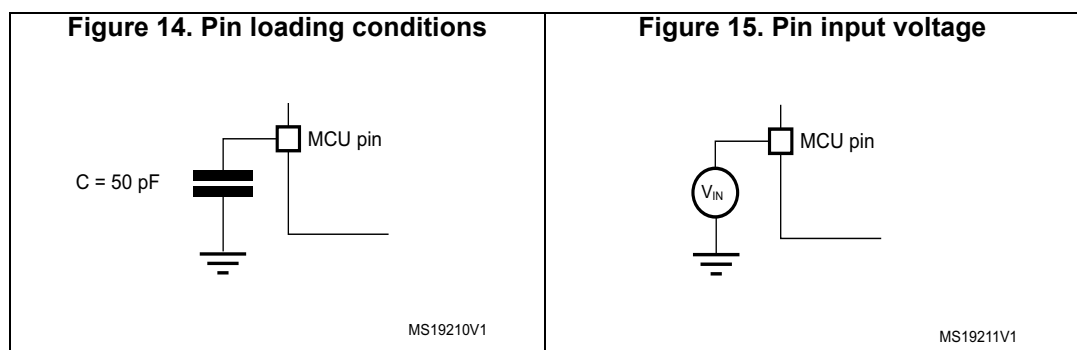 Figure 14. Pin loading conditions
MCU pin
C = 50 pF
MS19210V1
Figure 15. Pin input voltage
MCU pin
VIN
MS19211V1